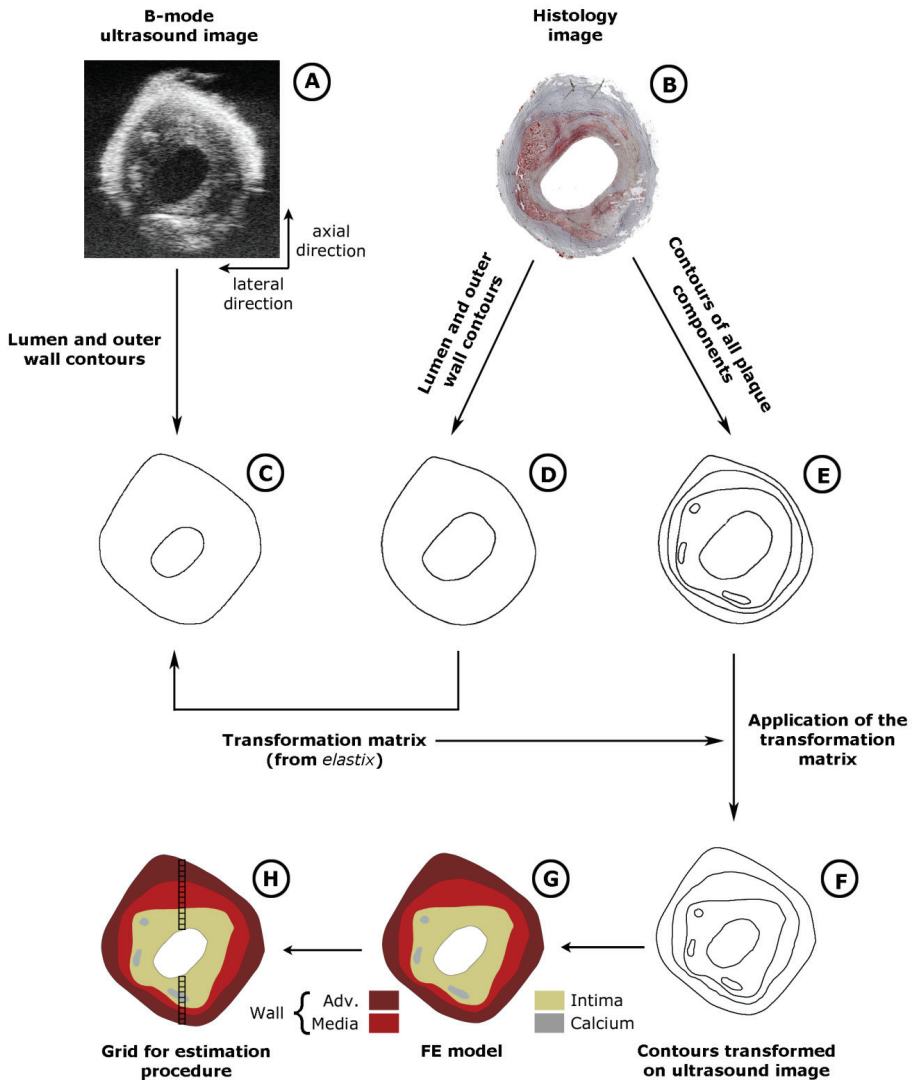 B-mode
ultrasound image
Histology
image
A
B
axial
direction
lateral
direction
Lumen and outer
wall contours
Lumen and outer
wall contours
Contours of all plaque
components
C
D
E
Transformation matrix
(from elastix)
Application of the
transformation
matrix
H
G
F
Wall { Adv.
Media
Intima
Calcium
Grid for estimation
procedure
FE model
Contours transformed
on ultrasound image